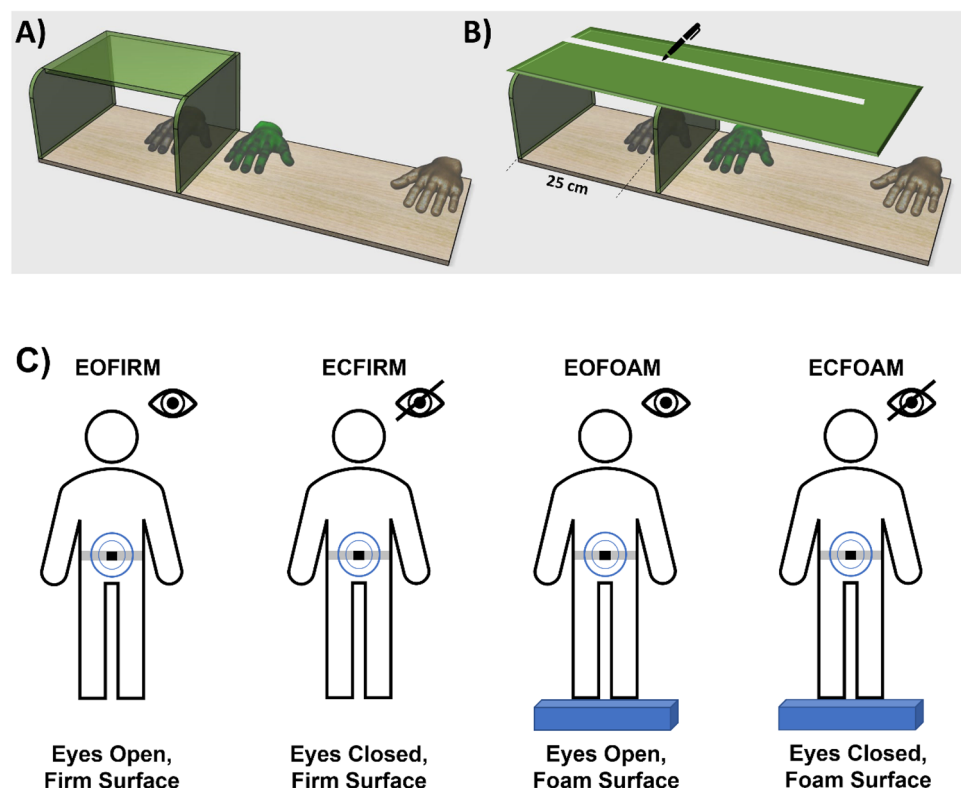 A)
B)
25 cm
C)
EOFIRM
ECFIRM
EOFOAM
ECFOAM
Eyes Open,
Firm Surface
Eyes Closed,
Firm Surface
Eyes Open,
Foam Surface
Eyes Closed,
Foam Surface